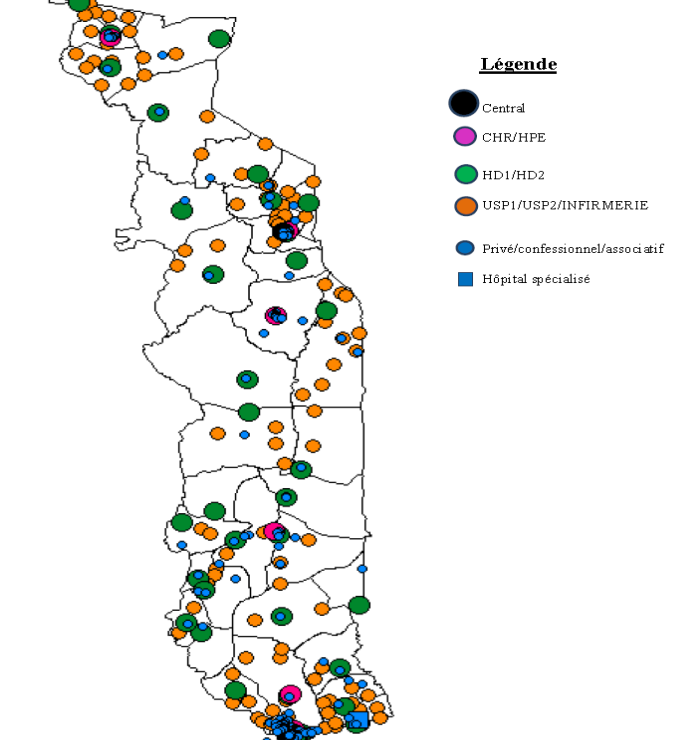 Légende
Central
CHR/HPE
HD1/HD2
USP1/USP2/INFIRMERIE
Privé/confessionnel/associatif
Hôpital spécialisé